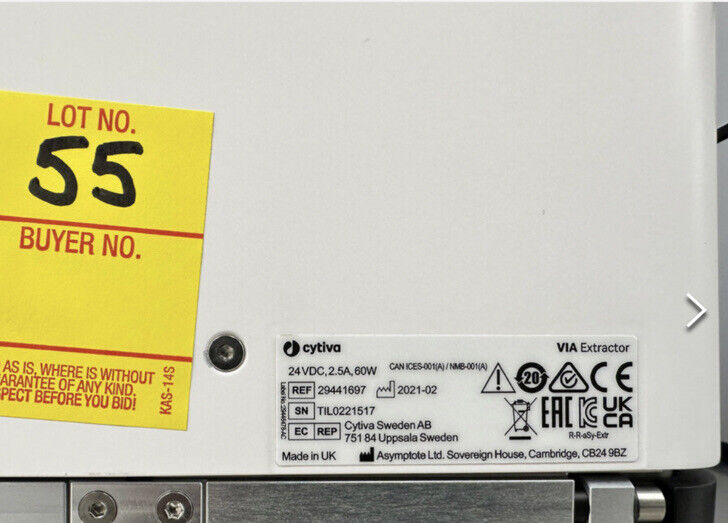 LOT NO.
55
BUYER NO.
AS IS, WHERE IS WITHOUT
ARANTEE OF ANY KIND.
PECT BEFORE YOU BID!
KAS-14S
cytiva
VIA Extractor
24 VDC, 2.5A, 60W
CAN ICES-001(A) / NMB-001(A)
REF 29441697
2021-02
SN TIL0221517
EC REP Cytiva Sweden AB
751 84 Uppsala Sweden
20
CE
EAC
UK
CA
R-R-aSy-Extr
Made in UK
Asymptote Ltd. Sovereign House, Cambridge, CB24 9BZ